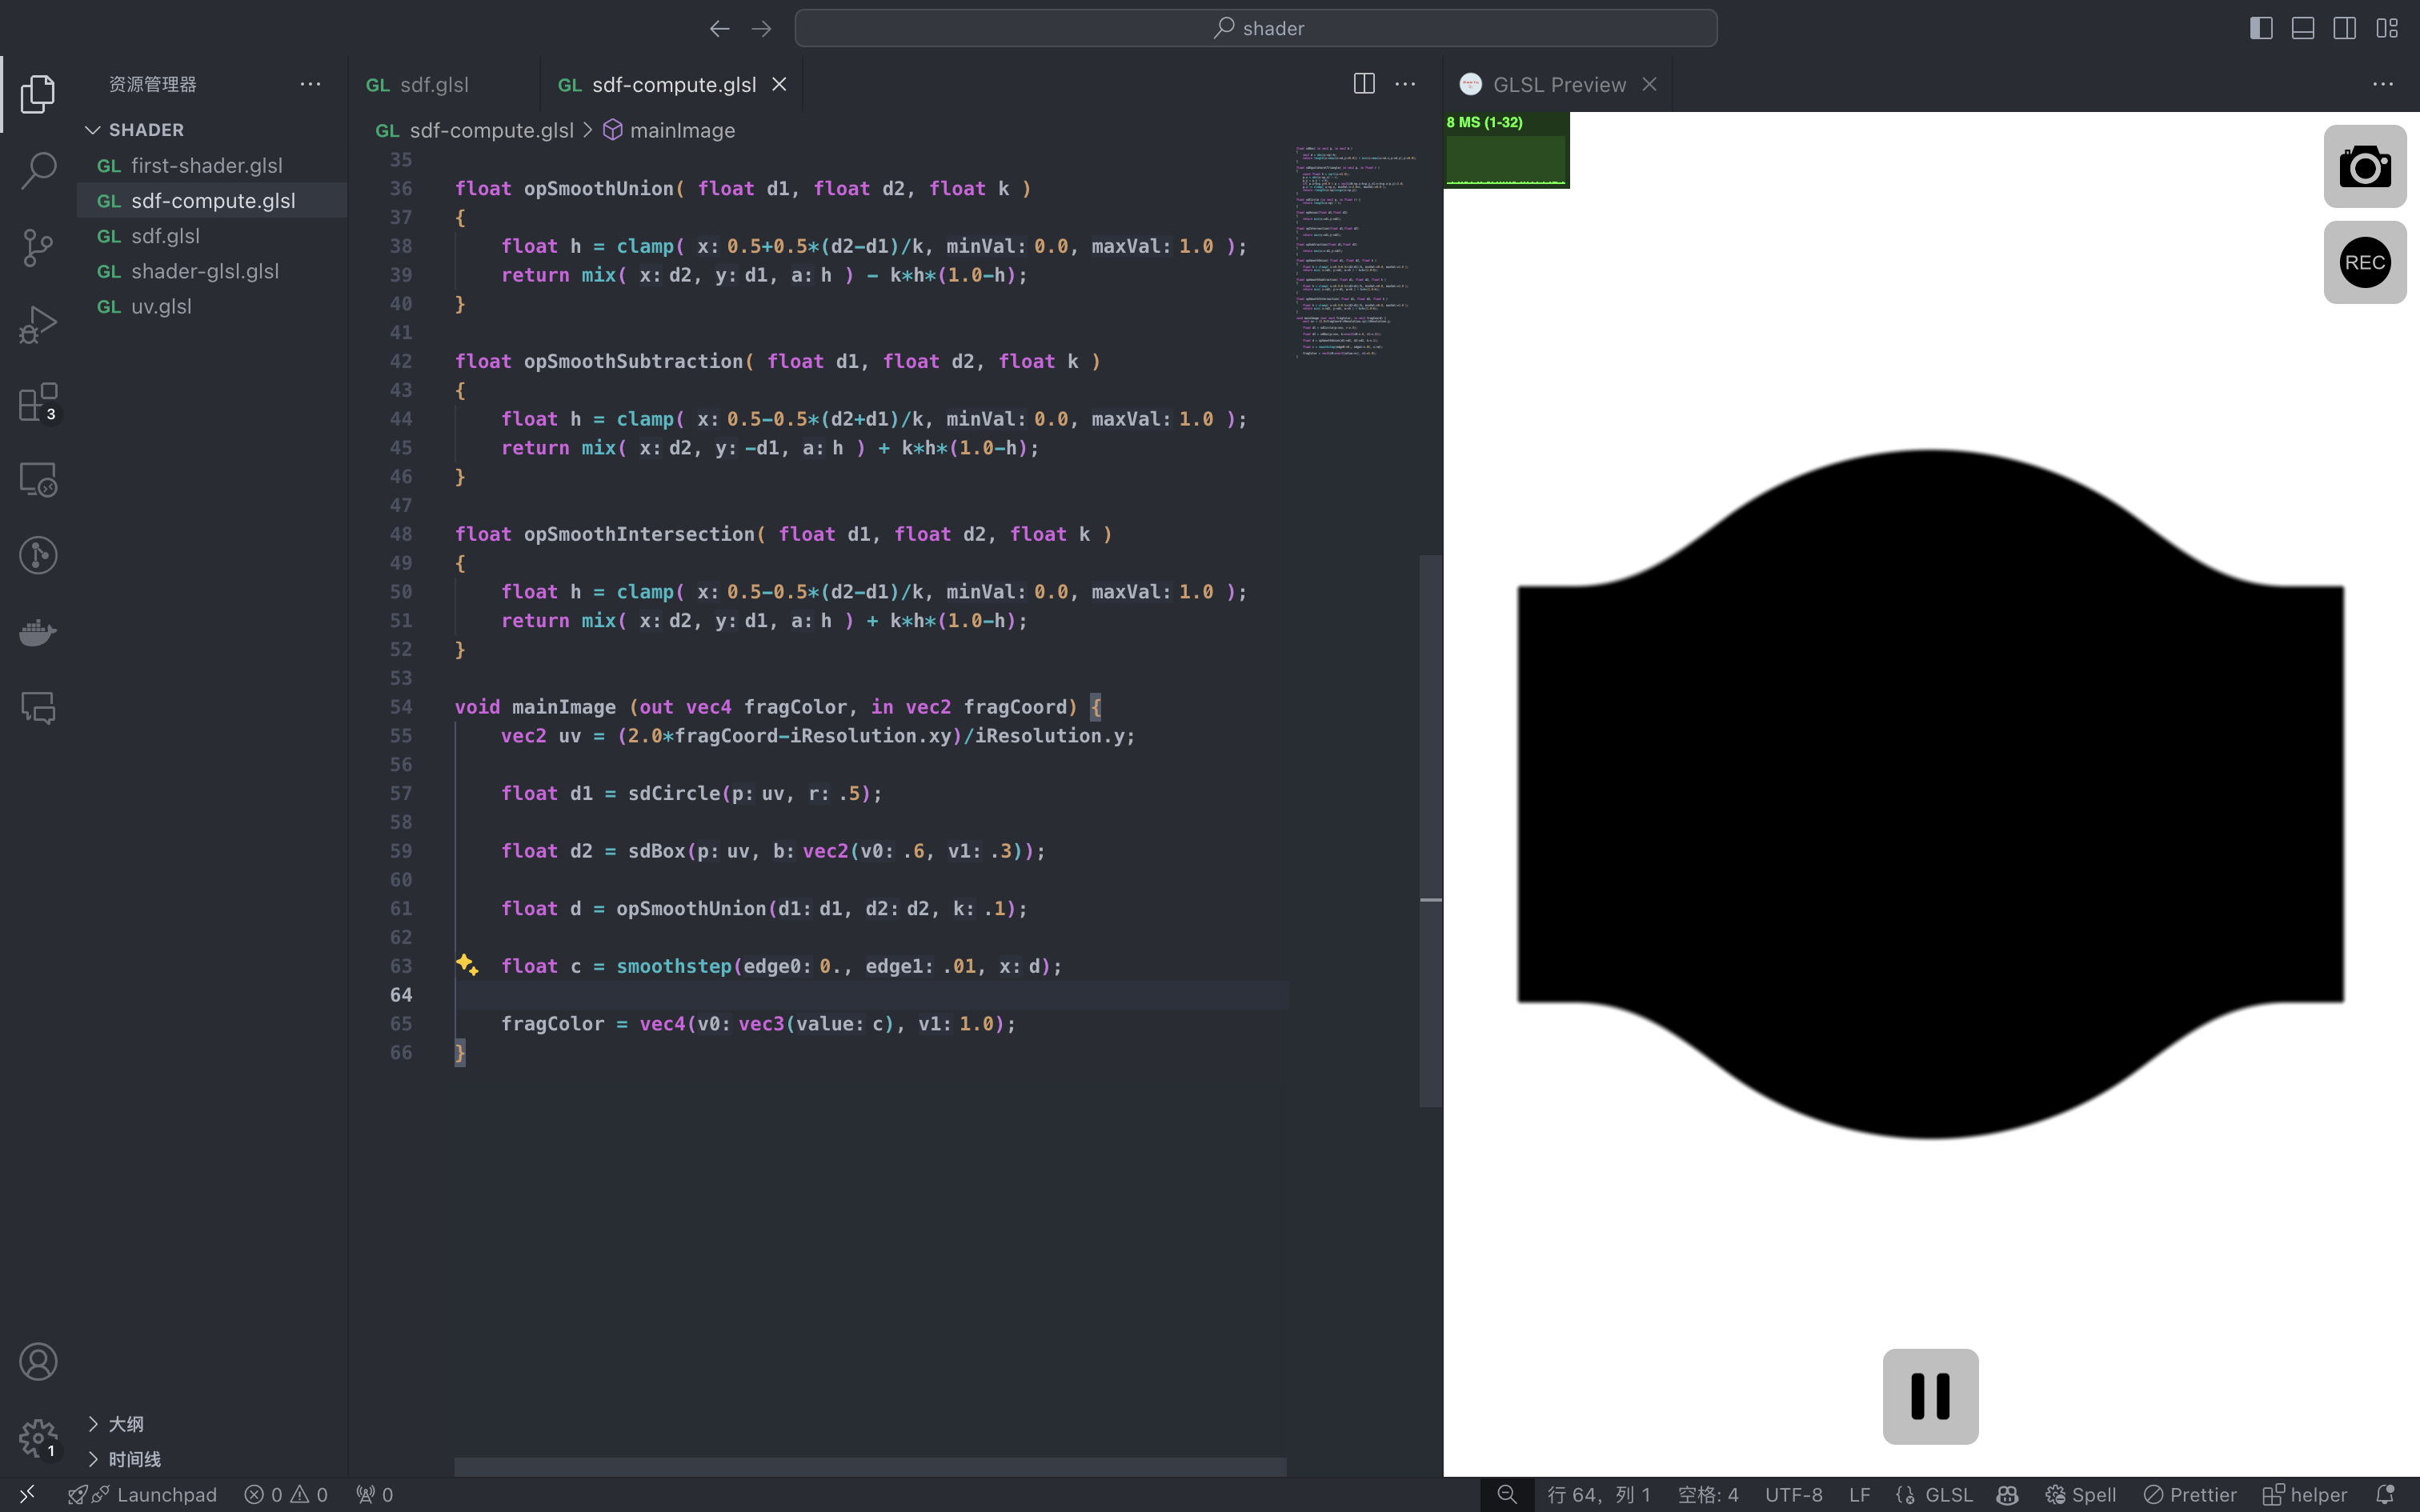 shader
资源管理器
SHADER
GL first-shader.glsl
GL sdf-compute.glsl
GL sdf.glsl
GL shader-glsl.glsl
GL uv.glsl
大纲
时间线
GL sdf.glsl
GL sdf-compute.glsl
GL sdf-compute.glsl > mainImage
35
36 float opSmoothUnion( float d1, float d2, float k )
37 {
38 float h = clamp( x: 0.5+0.5*(d2-d1)/k, minVal: 0.0, maxVal: 1.0 );
39 return mix( x: d2, y: d1, a: h ) - k*h*(1.0-h);
40 }
41
42 float opSmoothSubtraction( float d1, float d2, float k )
43 {
44 float h = clamp( x: 0.5-0.5*(d2+d1)/k, minVal: 0.0, maxVal: 1.0 );
45 return mix( x: d2, y: -d1, a: h ) + k*h*(1.0-h);
46 }
47
48 float opSmoothIntersection( float d1, float d2, float k )
49 {
50 float h = clamp( x: 0.5-0.5*(d2-d1)/k, minVal: 0.0, maxVal: 1.0 );
51 return mix( x: d2, y: d1, a: h ) + k*h*(1.0-h);
52 }
53
54 void mainImage (out vec4 fragColor, in vec2 fragCoord) {
55 vec2 uv = (2.0*fragCoord-iResolution.xy)/iResolution.y;
56
57 float d1 = sdCircle(p: uv, r: .5);
58
59 float d2 = sdBox(p: uv, b: vec2(v0: .6, v1: .3));
60
61 float d = opSmoothUnion(d1: d1, d2: d2, k: .1);
62
63 float c = smoothstep(edge0: 0., edge1: .01, x: d);
64
65 fragColor = vec4(v0: vec3(value: c), v1: 1.0);
66 }
GLSL Preview
8 MS (1-32)
REC
3
1
Launchpad 0 0 0
行 64，列 1 空格: 4 UTF-8 LF GLSL Spell Prettier helper